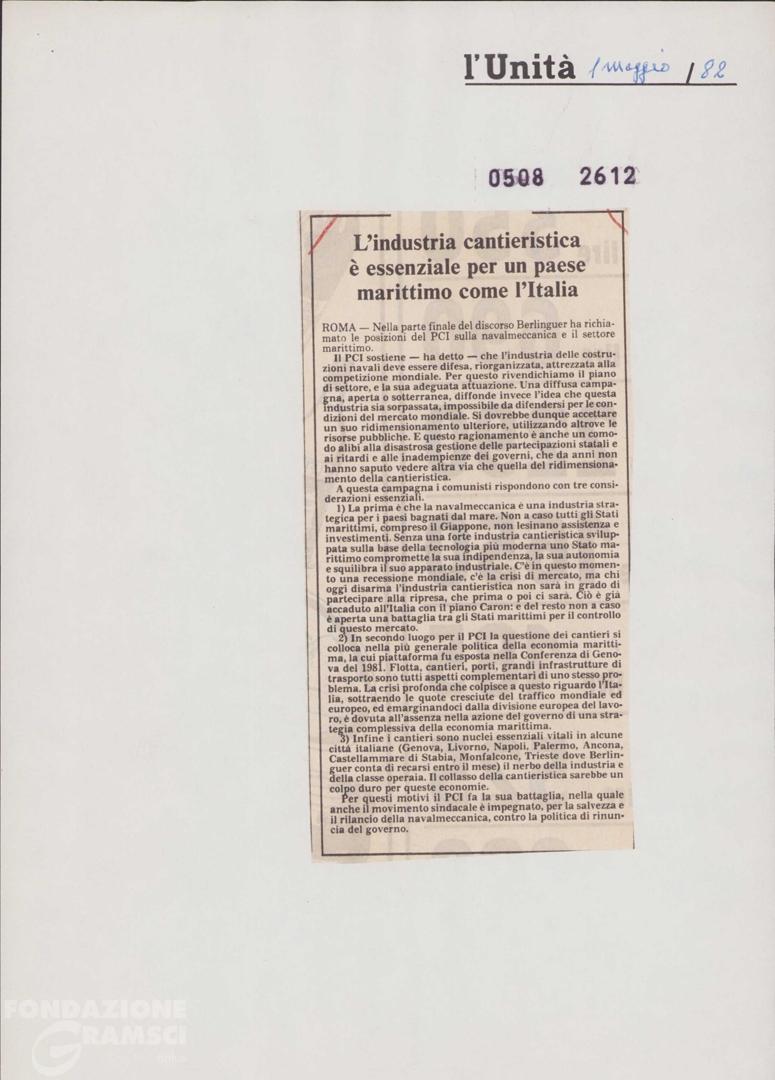 l'Unità 1 maggio / 82
0508 2612
L'industria cantieristica
è essenziale per un paese
marittimo come l'Italia
ROMA — Nella parte finale del discorso Berlinguer ha richia-
mato le posizioni del PCI sulla navalmeccanica e il settore
marittimo.
Il PCI sostiene — ha detto — che l'industria delle costru-
zioni navali deve essere difesa, riorganizzata, attrezzata alla
competizione mondiale. Per questo rivendichiamo il piano
di settore, e la sua adeguata attuazione. Una diffusa campa-
gna, aperta o sotterranea, diffonde invece l'idea che questa
industria sia sorpassata, impossibile da difendersi per le con-
dizioni del mercato mondiale. Si dovrebbe dunque accettare
un suo ridimensionamento ulteriore, utilizzando altrove le
risorse pubbliche. E questo ragionamento è anche un como-
do alibi alla disastrosa gestione delle partecipazioni statali e
ai ritardi e alle inadempienze dei governi, che da anni non
hanno saputo vedere altra via che quella del ridimensiona-
mento della cantieristica.
A questa campagna i comunisti rispondono con tre consi-
derazioni essenziali.
1) La prima è che la navalmeccanica è una industria stra-
tegica per i paesi bagnati dal mare. Non a caso tutti gli Stati
marittimi, compreso il Giappone, non lesinano assistenza e
investimenti. Senza una forte industria cantieristica svilup-
pata sulla base della tecnologia più moderna uno Stato ma-
rittimo compromette la sua indipendenza, la sua autonomia
e squilibra il suo apparato industriale. C'è in questo momen-
to una recessione mondiale, c'è la crisi di mercato, ma chi
oggi disarma l'industria cantieristica non sarà in grado di
partecipare alla ripresa, che prima o poi ci sarà. Ciò è già
accaduto all'Italia con il piano Caron: e del resto non a caso
è aperta una battaglia tra gli Stati marittimi per il controllo
di questo mercato.
2) In secondo luogo per il PCI la questione dei cantieri si
colloca nella più generale politica della economia maritti-
ma, la cui piattaforma fu esposta nella Conferenza di Geno-
va del 1981. Flotta, cantieri, porti, grandi infrastrutture di
trasporto sono tutti aspetti complementari di uno stesso pro-
blema. La crisi profonda che colpisce a questo riguardo l'Ita-
lia, sottraendo le quote cresciute del traffico mondiale ed
europeo, ed emarginandoci dalla divisione europea del lavo-
ro, è dovuta all'assenza nella azione del governo di una stra-
tegia complessiva della economia marittima.
3) Infine i cantieri sono nuclei essenziali vitali in alcune
città italiane (Genova, Livorno, Napoli, Palermo, Ancona,
Castellammare di Stabia, Monfalcone, Trieste dove Berlin-
guer conta di recarsi entro il mese) il nerbo della industria e
della classe operaia. Il collasso della cantieristica sarebbe un
colpo duro per queste economie.
Per questi motivi il PCI fa la sua battaglia, nella quale
anche il movimento sindacale è impegnato, per la salvezza e
il rilancio della navalmeccanica, contro la politica di rinun-
cia del governo.
FONDAZIONE
GRAMSCI